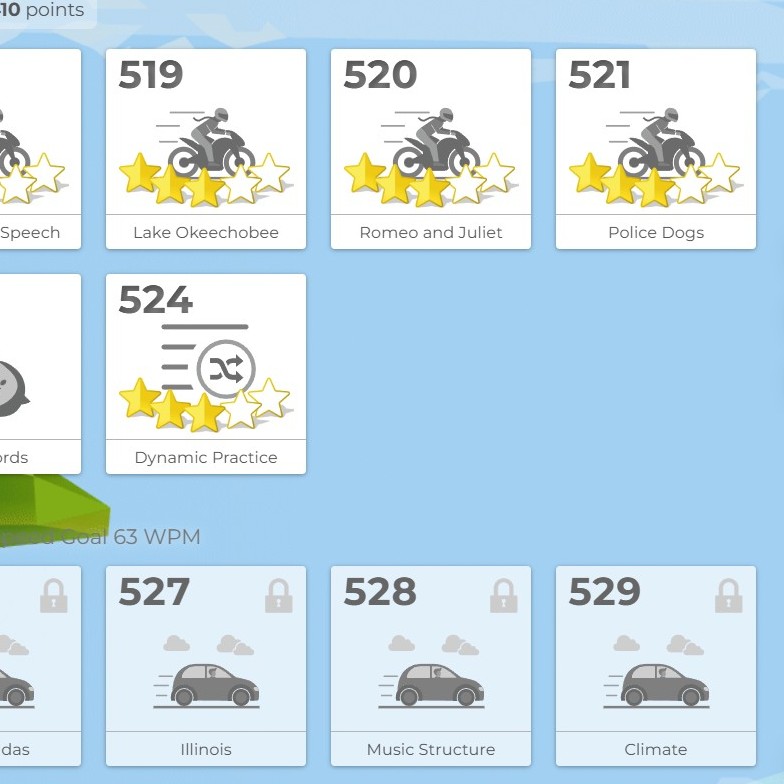 10 points
519
520
521
Speech
Lake Okeechobee
Romeo and Juliet
Police Dogs
524
ords
Dynamic Practice
Goal 63 WPM
527
528
529
das
Illinois
Music Structure
Climate